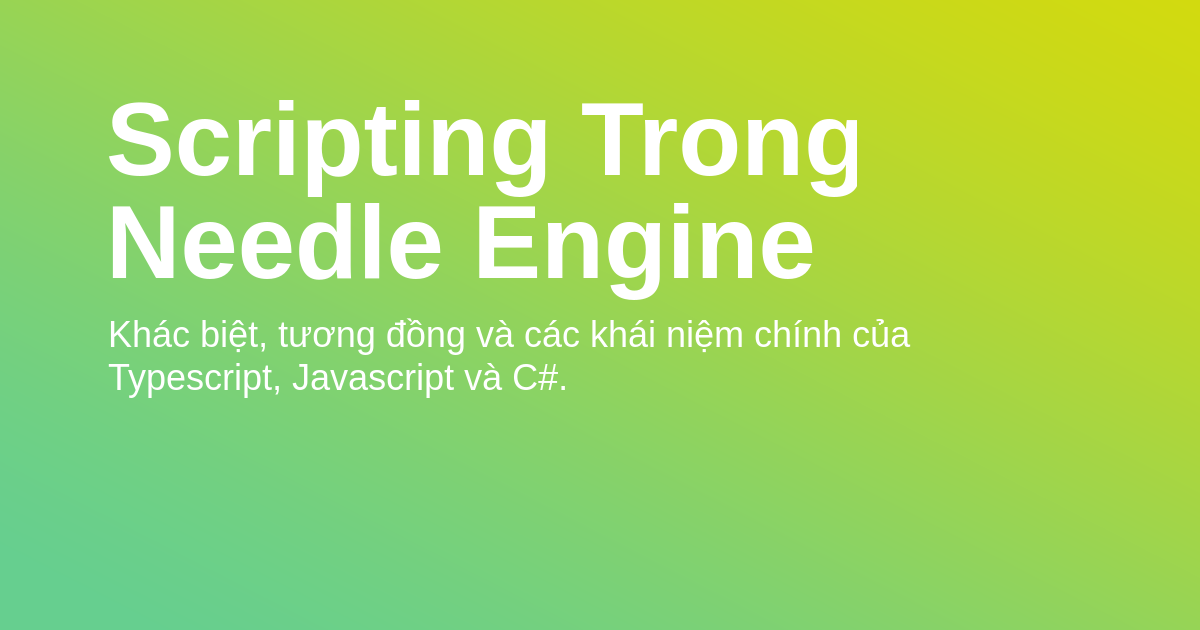 Scripting Trong
Needle Engine
Khác biệt, tương đồng và các khái niệm chính của
Typescript, Javascript và C#.